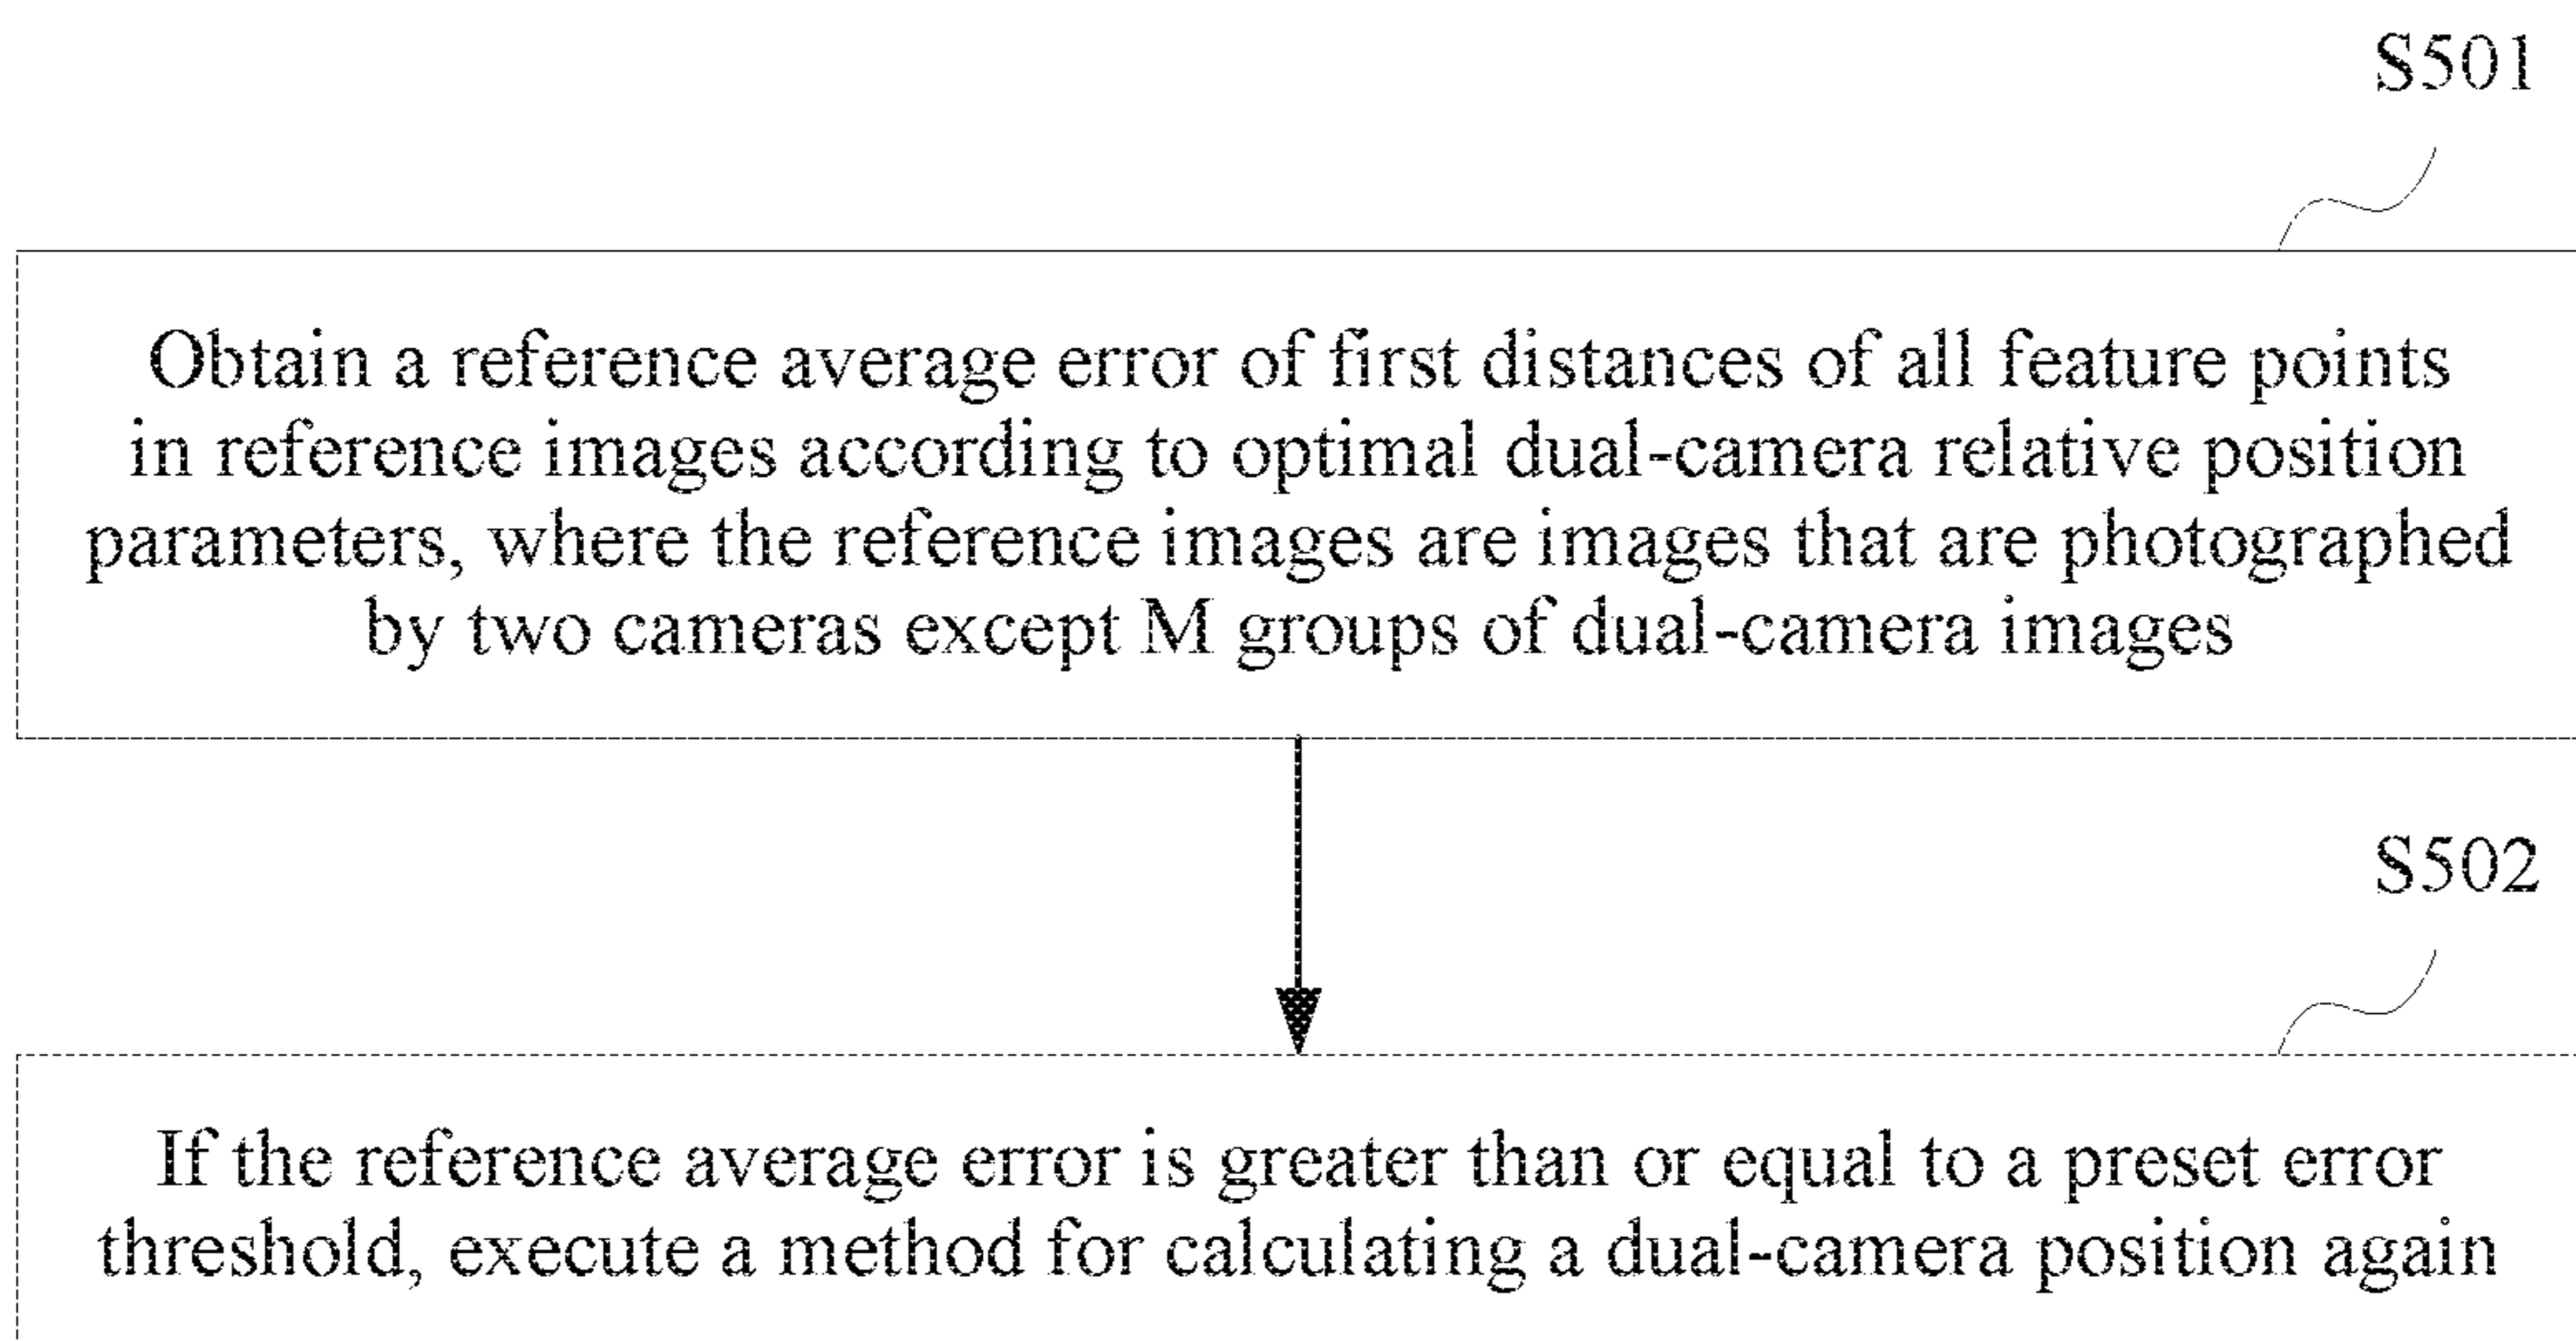 S501
Obtain a reference average error of first distances of all feature points
in reference images according to optimal dual-camera relative position
parameters, where the reference images are images that are photographed
by two cameras except M groups of dual-camera images
S502
If the reference average error is greater than or equal to a preset error
threshold, execute a method for calculating a dual-camera position again